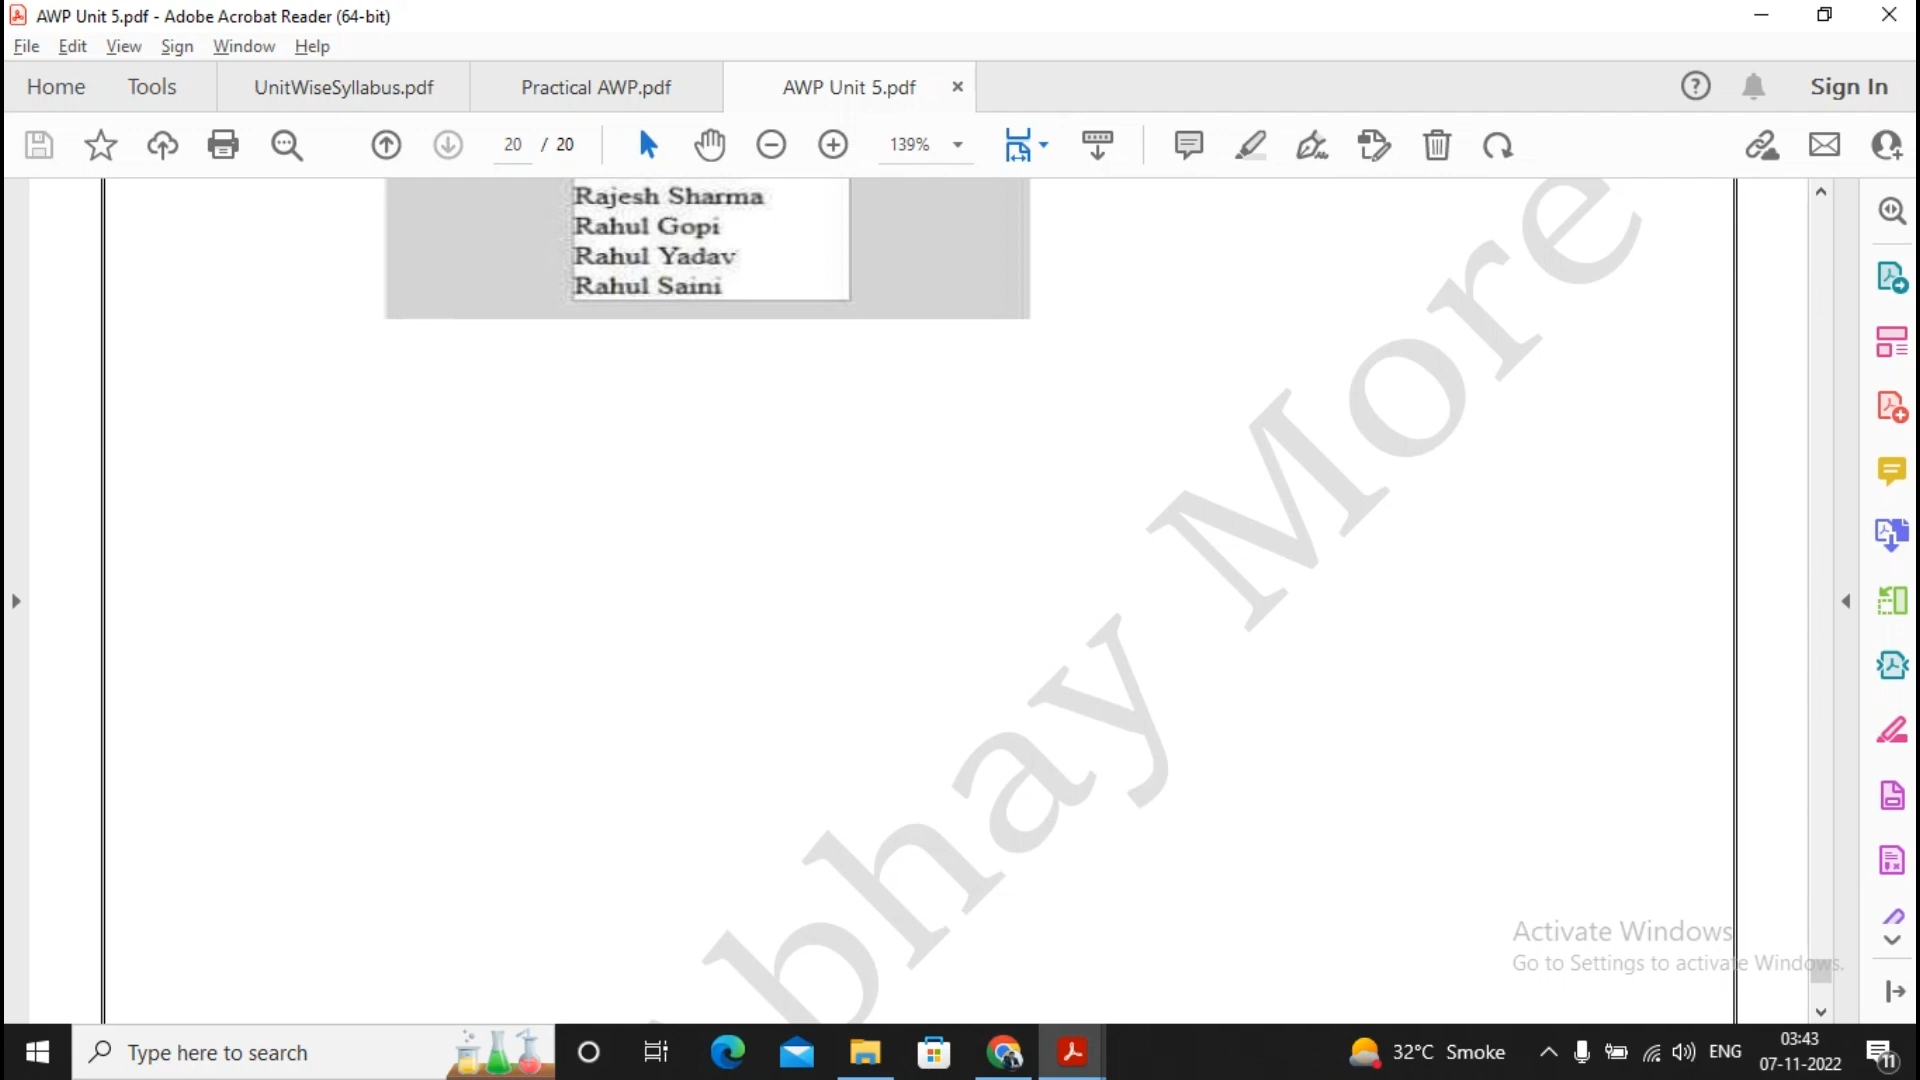 AWP Unit 5.pdf - Adobe Acrobat Reader (64-bit)
File Edit View Sign Window Help
Home Tools UnitWiseSyllabus.pdf Practical AWP.pdf AWP Unit 5.pdf Sign In
20 / 20 139%
Rajesh Sharma
Rahul Gopi
Rahul Yadav
Rahul Saini
bhay More
Activate Windows
Go to Settings to activate Windows.
Type here to search
32°C Smoke ENG 03:43
07-11-2022 11